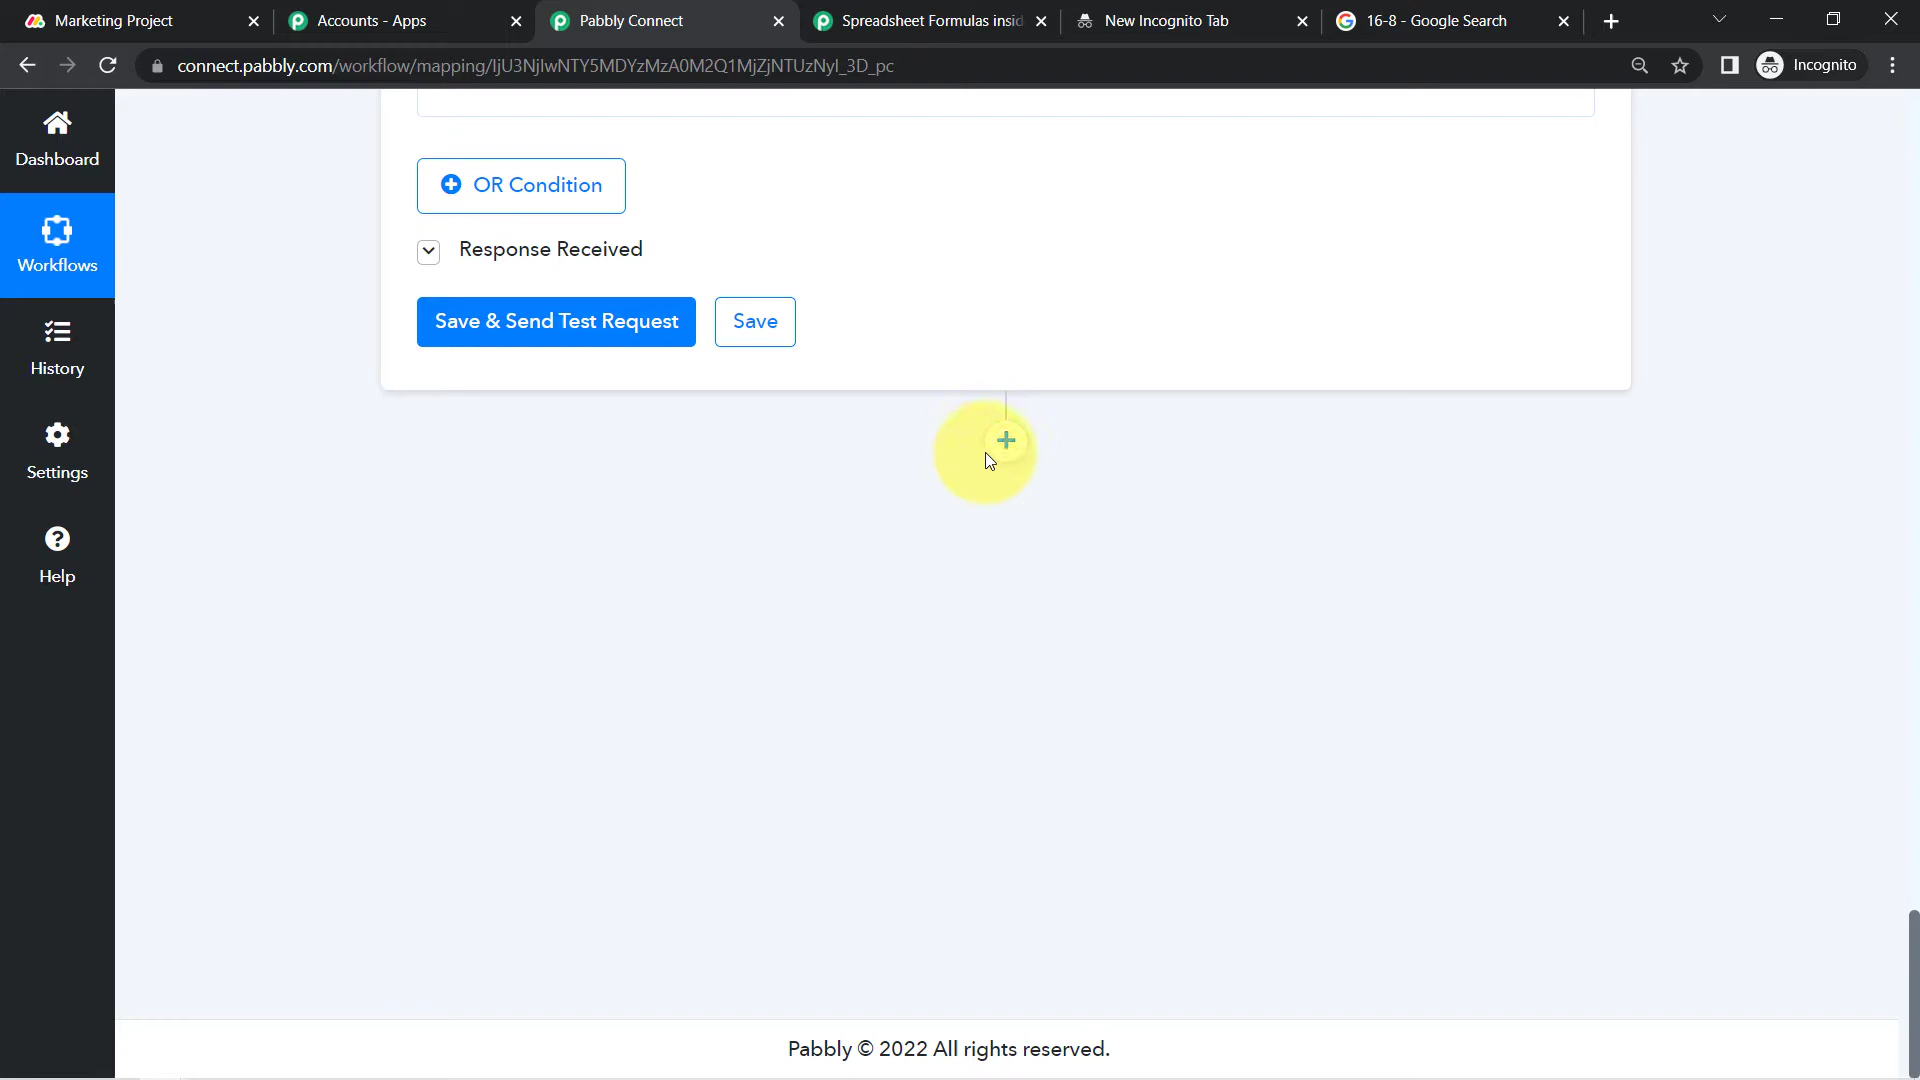 Marketing Project
Accounts - Apps
Pabbly Connect
Spreadsheet Formulas insid
New Incognito Tab
16-8 - Google Search
connect.pabbly.com/workflow/mapping/IjU3NjIwNTY5MDYzMzA0M2Q1MjZjNTUzNyI_3D_pc
Incognito
Dashboard
Workflows
History
Settings
Help
OR Condition
Response Received
Save & Send Test Request
Save
Pabbly © 2022 All rights reserved.